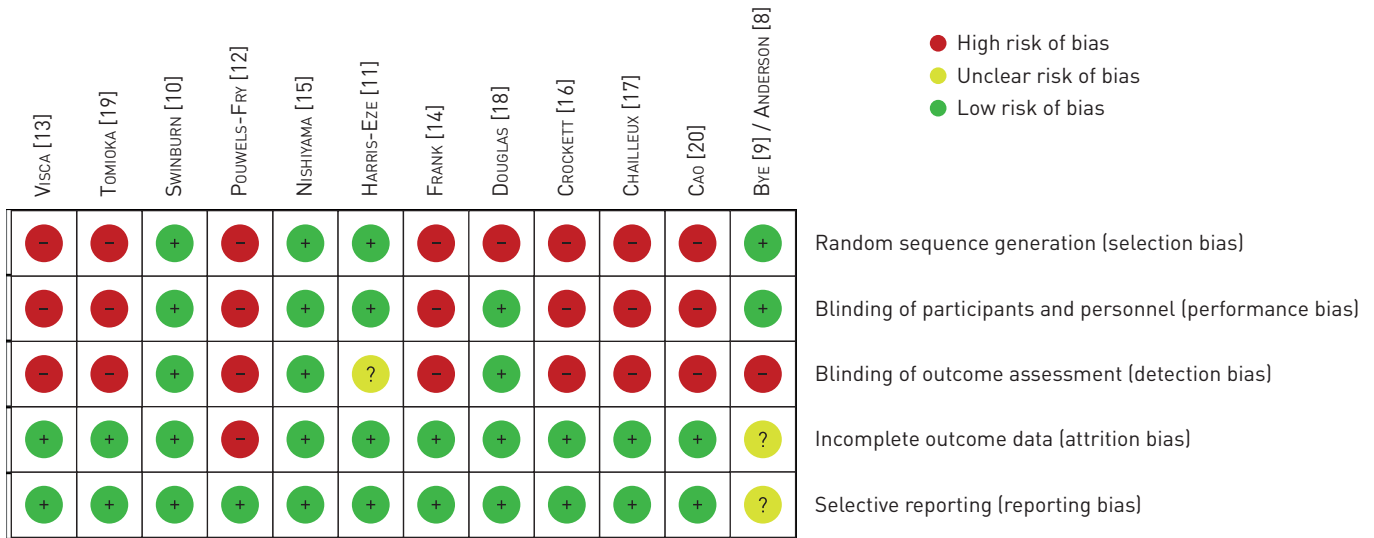 VISCA [13]
TOMIOKA [19]
SWINBURN [10]
POUWELS-FRY [12]
NISHIYAMA [15]
HARRIS-EZE [11]
FRANK [14]
DOUGLAS [18]
CROCKETT [16]
CHAILLEUX [17]
CAO [20]
BYE [9] / ANDERSON [8]
High risk of bias
Unclear risk of bias
Low risk of bias
− − + − + + − − − − − +
Random sequence generation (selection bias)
− − + − + + − + − − − +
Blinding of participants and personnel (performance bias)
− − + − + ? − + − − − −
Blinding of outcome assessment (detection bias)
+ + + − + + + + + + + ?
Incomplete outcome data (attrition bias)
+ + + + + + + + + + + ?
Selective reporting (reporting bias)